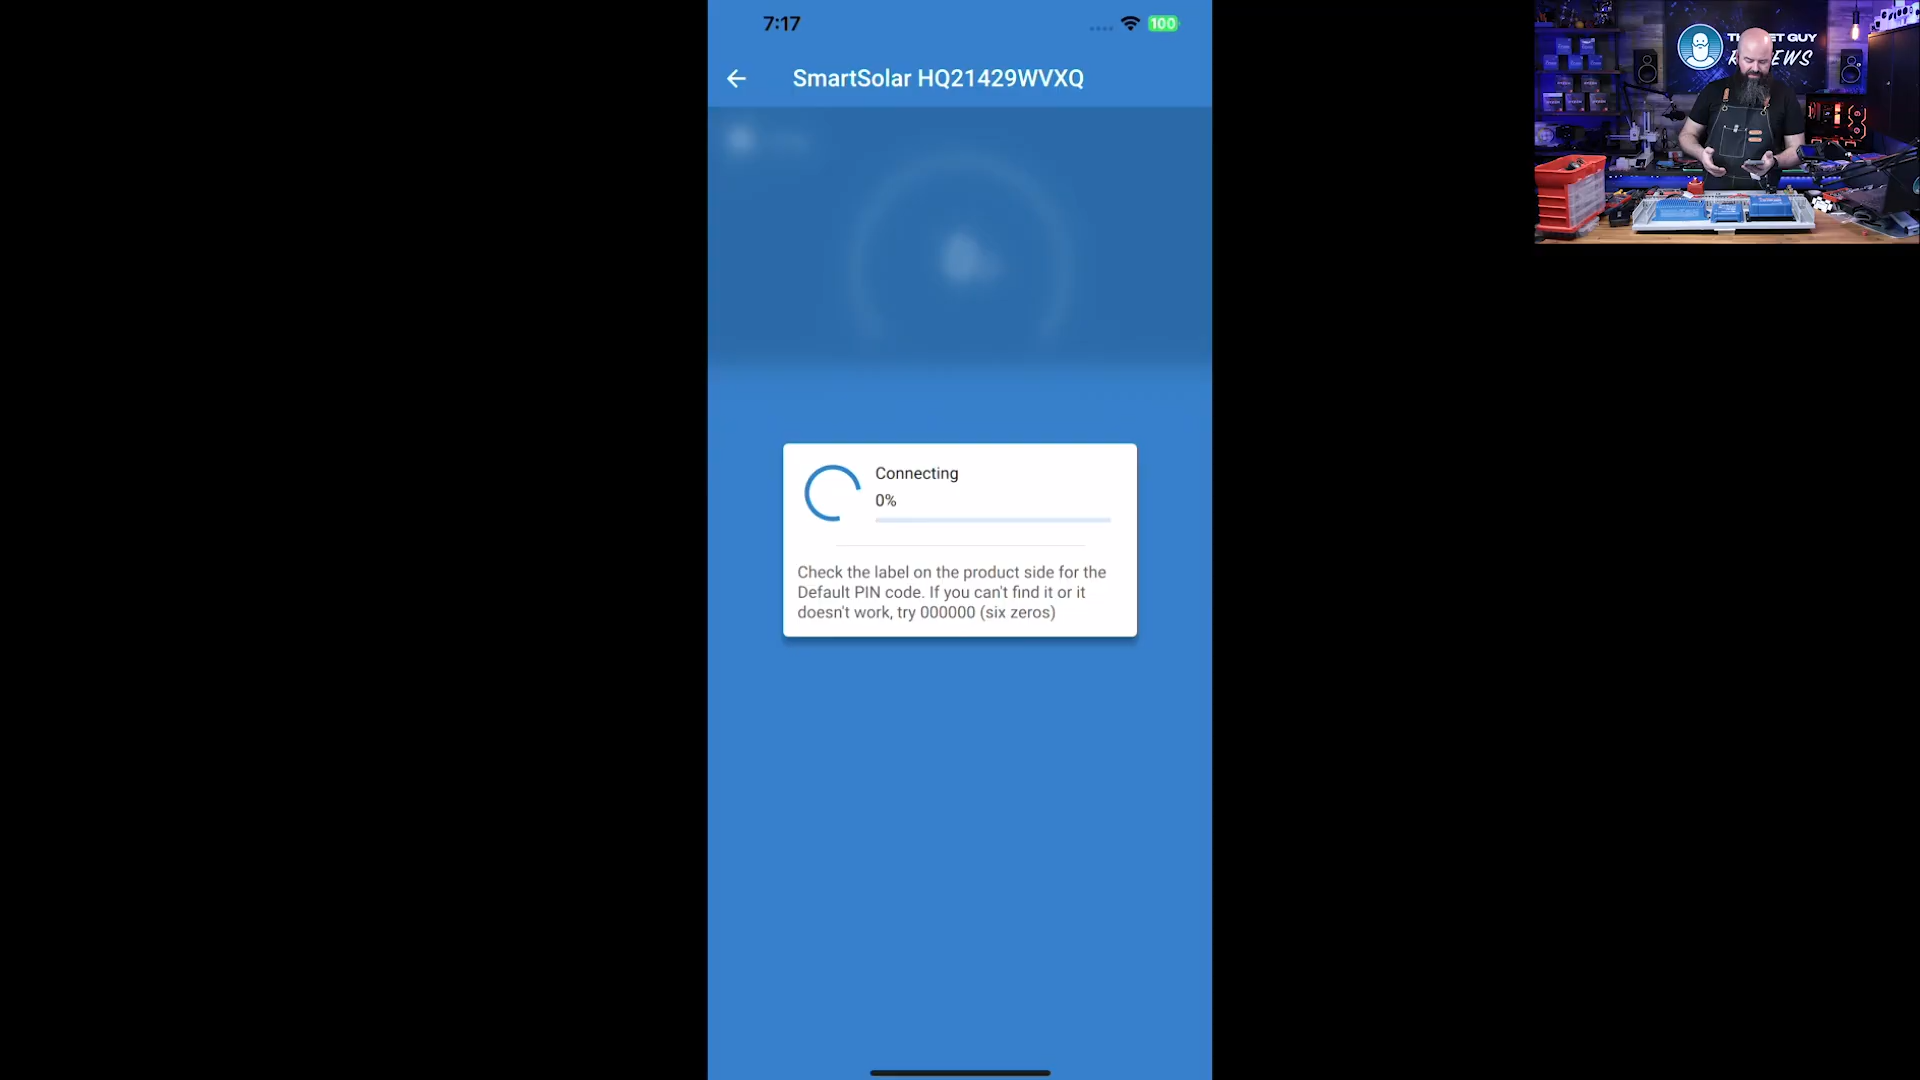 7:17
100
SmartSolar HQ21429WVXQ
Connecting
0%
Check the label on the product side for the
Default PIN code. If you can't find it or it
doesn't work, try 000000 (six zeros)